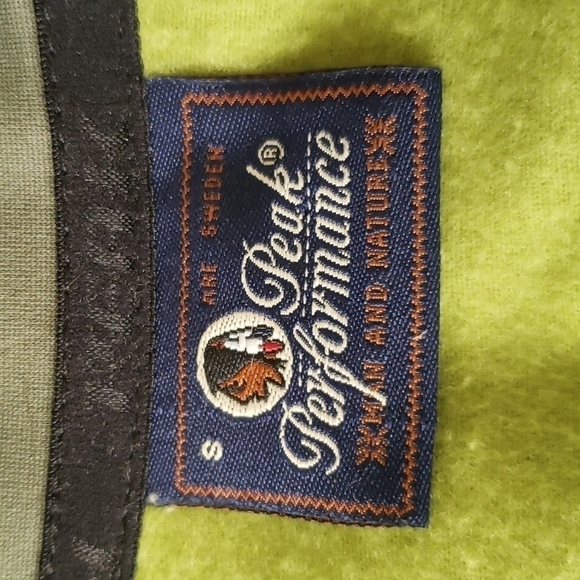 S ARE SWEDEN
Peak®
Performance
MAN AND NATURE